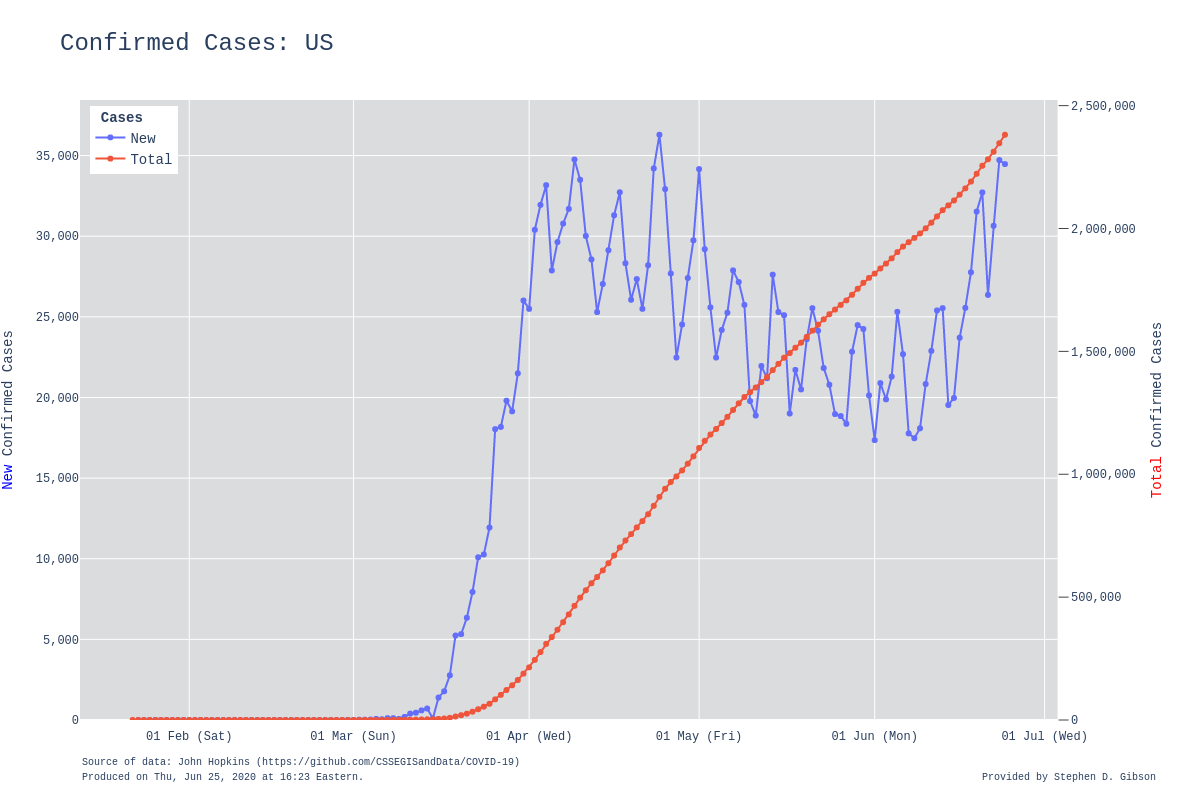 Confirmed Cases: US
Cases
New
Total
35,000
30,000
25,000
20,000
15,000
10,000
5,000
0
New Confirmed Cases
2,500,000
2,000,000
1,500,000
1,000,000
500,000
0
Total Confirmed Cases
01 Feb (Sat)
01 Mar (Sun)
01 Apr (Wed)
01 May (Fri)
01 Jun (Mon)
01 Jul (Wed)
Source of data: John Hopkins (https://github.com/CSSEGISandData/COVID-19)
Produced on Thu, Jun 25, 2020 at 16:23 Eastern.
Provided by Stephen D. Gibson